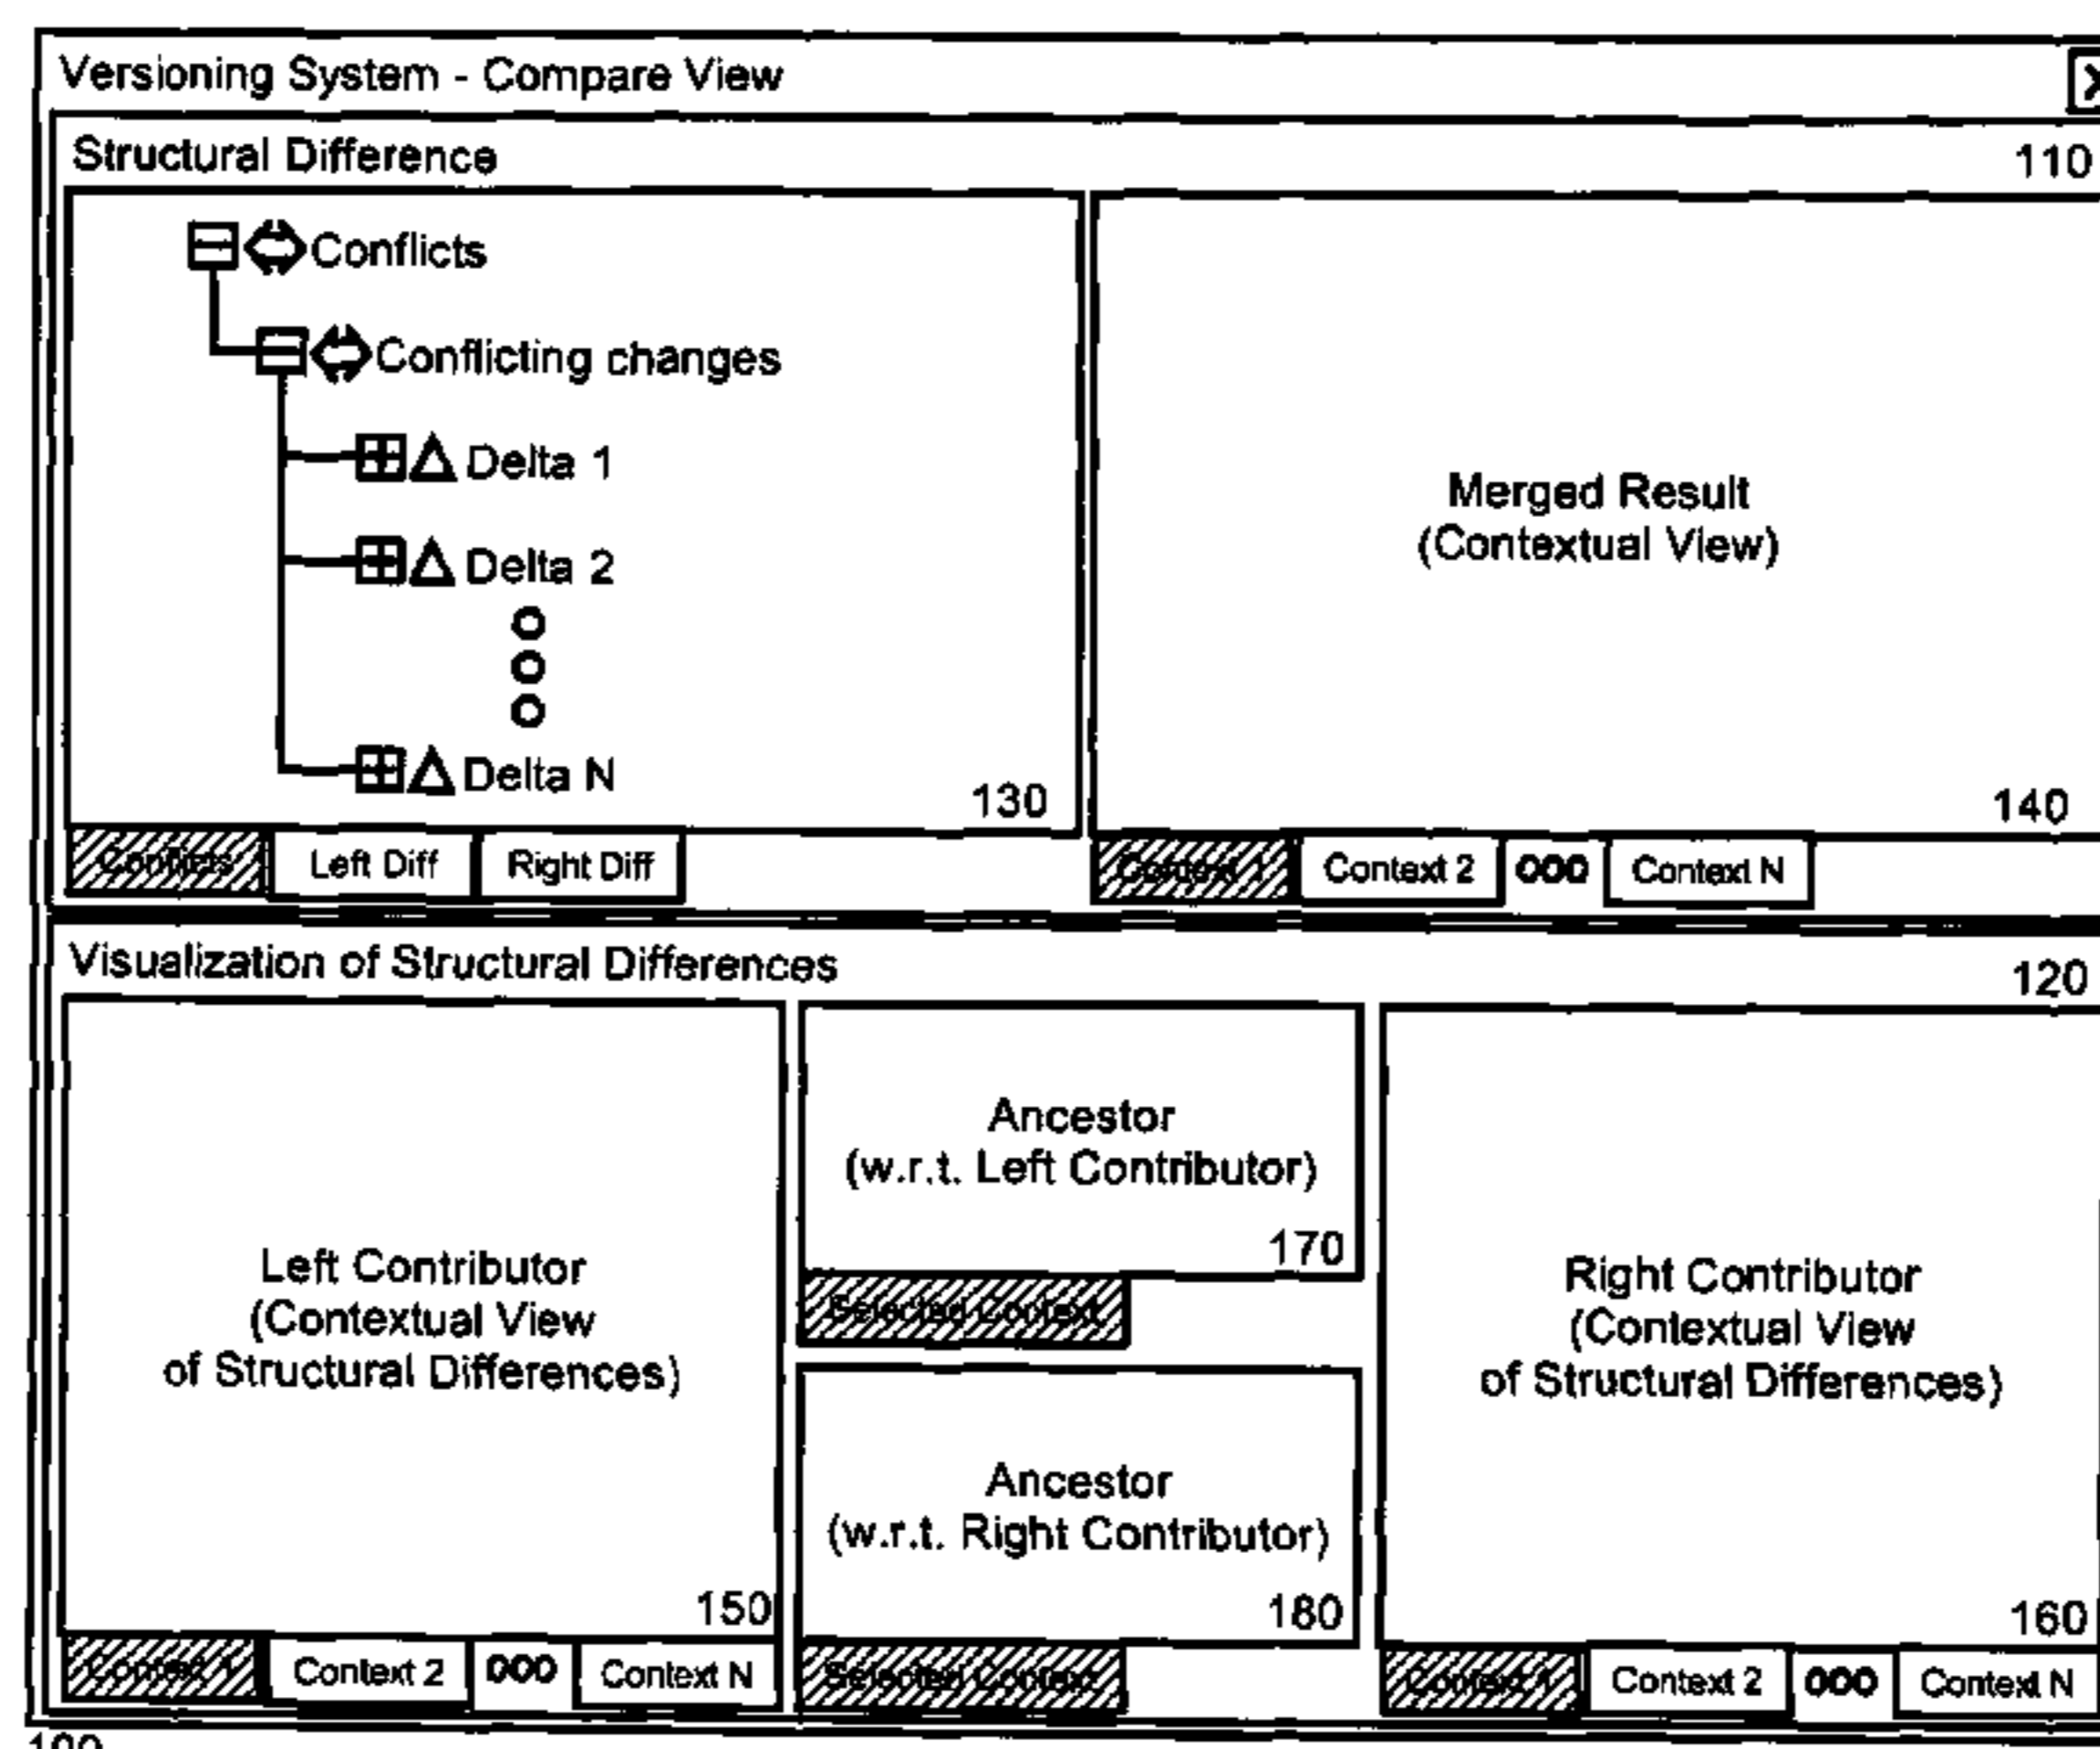 Versioning System - Compare View
X
Structural Difference
110
Conflicts
Conflicting changes
Delta 1
Delta 2
Delta N
130
Conflicts
Left Diff
Right Diff
Merged Result
(Contextual View)
140
Context 1
Context 2
Context N
Visualization of Structural Differences
120
Left Contributor
(Contextual View
of Structural Differences)
150
Context 1
Context 2
Context N
Ancestor
(w.r.t. Left Contributor)
170
Selected Context
Ancestor
(w.r.t. Right Contributor)
180
Selected Context
Right Contributor
(Contextual View
of Structural Differences)
160
Context 1
Context 2
Context N